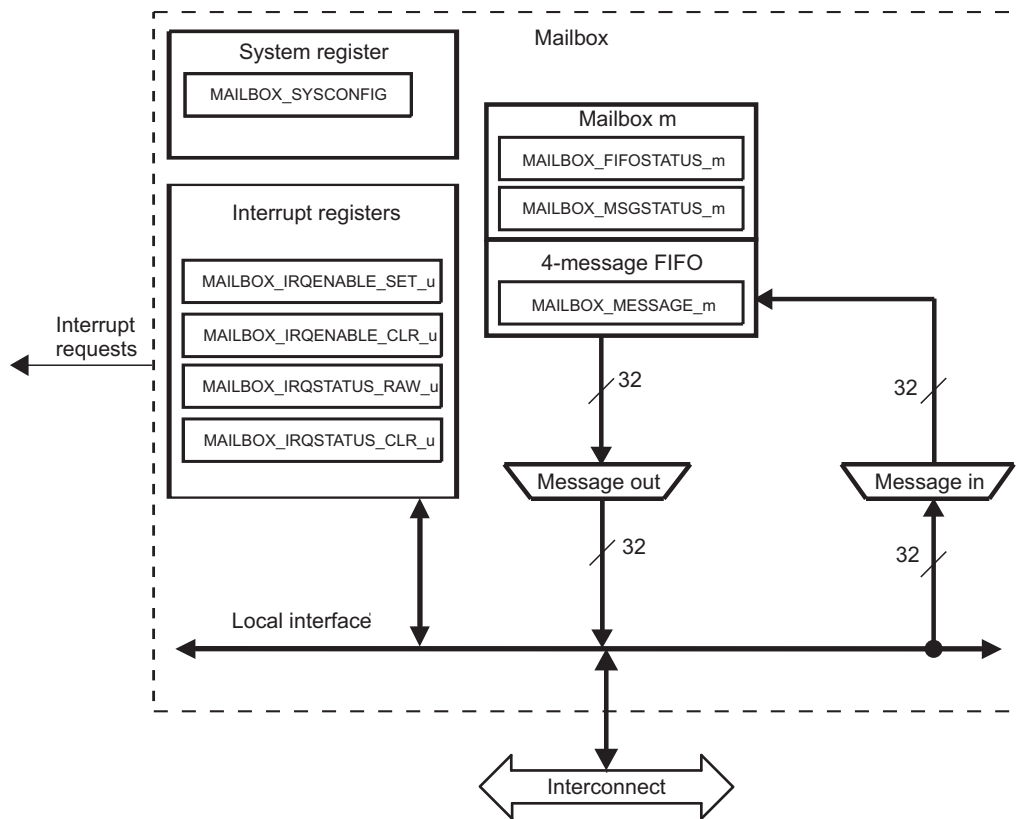 System register
Mailbox
MAILBOX_SYSCONFIG
Mailbox m
MAILBOX_FIFOSTATUS_m
MAILBOX_MSGSTATUS_m
Interrupt registers
4-message FIFO
MAILBOX_IRQENABLE_SET_u
MAILBOX_MESSAGE_m
MAILBOX_IRQENABLE_CLR_u
Interrupt
requests
MAILBOX_IRQSTATUS_RAW_u
32
32
MAILBOX_IRQSTATUS_CLR_u
Message out
Message in
32
32
Local interface
Interconnect